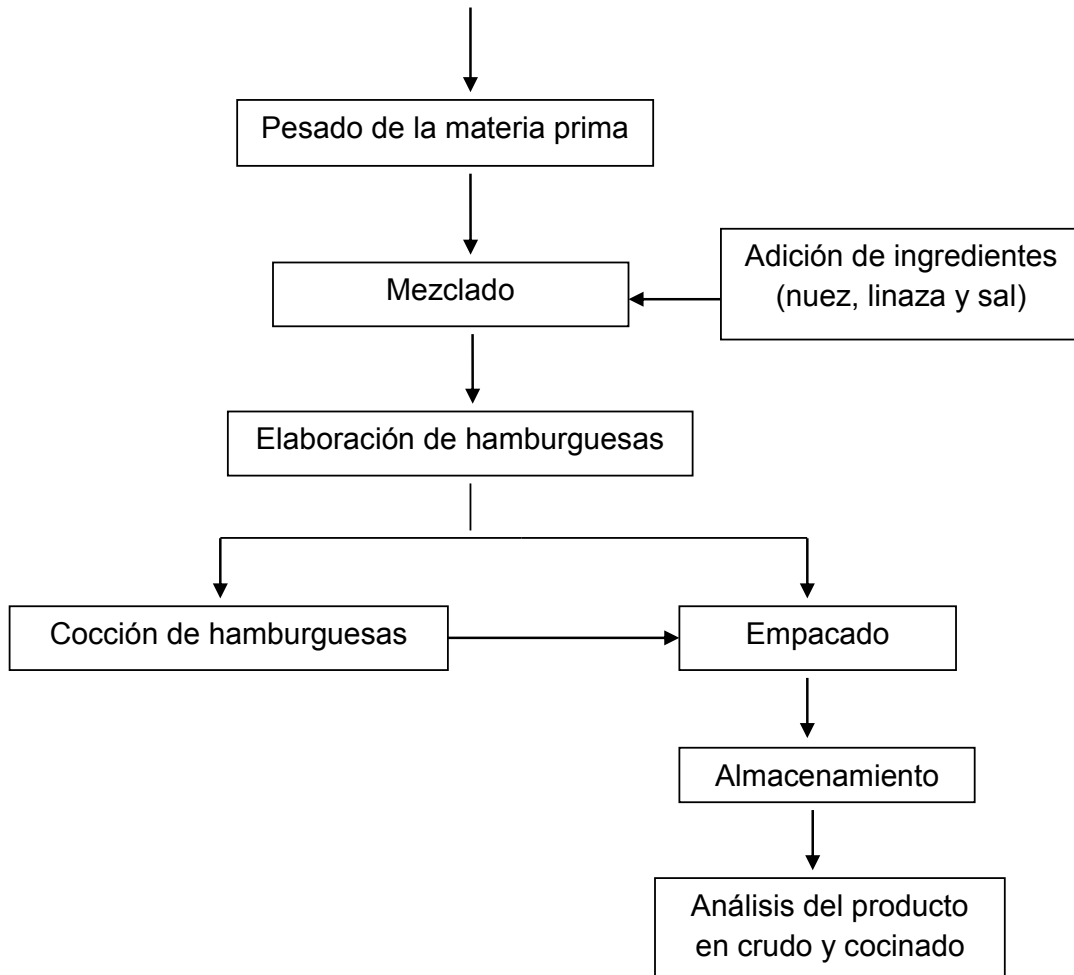 Pesado de la materia prima
Mezclado
Adición de ingredientes
(nuez, linaza y sal)
Elaboración de hamburguesas
Cocción de hamburguesas
Empacado
Almacenamiento
Análisis del producto
en crudo y cocinado